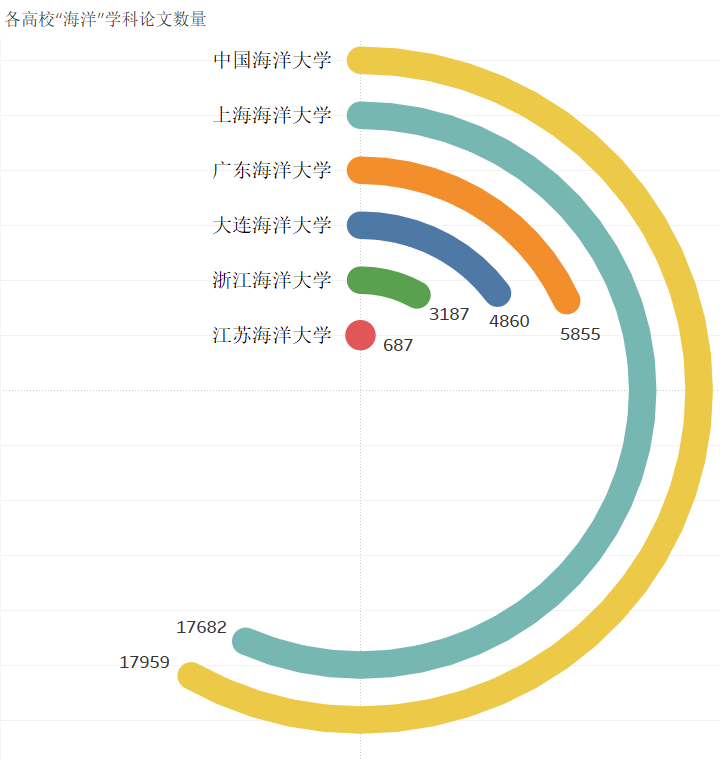 各高校“海洋”学科论文数量
中国海洋大学
上海海洋大学
广东海洋大学
大连海洋大学
浙江海洋大学
3187
4860
5855
江苏海洋大学
687
17682
17959